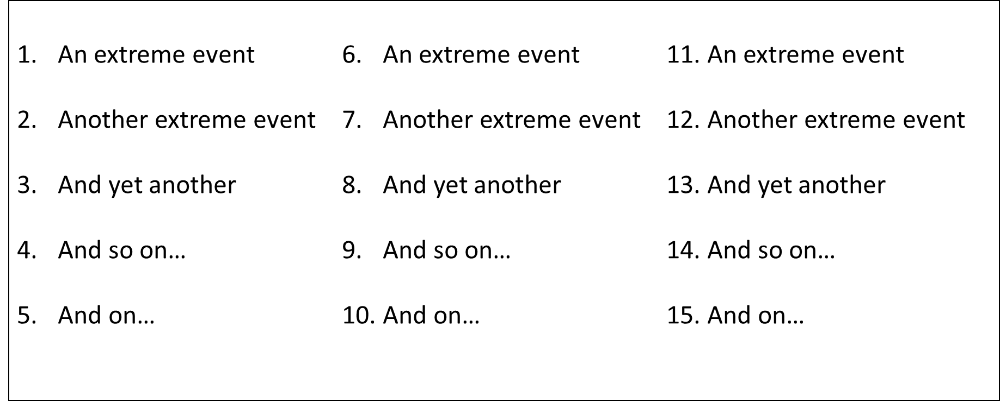 1. An extreme event
2. Another extreme event
3. And yet another
4. And so on…
5. And on…
6. An extreme event
7. Another extreme event
8. And yet another
9. And so on…
10. And on…
11. An extreme event
12. Another extreme event
13. And yet another
14. And so on…
15. And on…